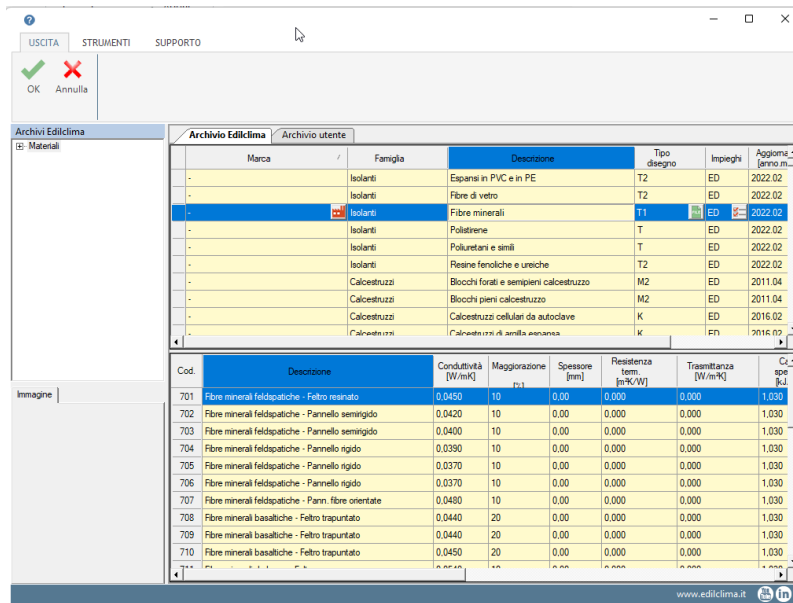 USCITA STRUMENTI SUPPORTO
OK Annulla
Archivi Edilclima
Materiali
Archivio Edilclima Archivio utente
Marca Famiglia Descrizione Tipo disegno Impieghi Aggiorna [anno.m...
- Isolanti Espansi in PVC e in PE T2 ED 2022.02
- Isolanti Fibre di vetro T2 ED 2022.02
- Isolanti Fibre minerali T1 ED 2022.02
- Isolanti Polistirene T ED 2022.02
- Isolanti Poliuretani e simili T ED 2022.02
- Isolanti Resine fenoliche e ureiche T2 ED 2022.02
- Calcestruzzi Blocchi forati e semipieni calcestruzzo M2 ED 2011.04
- Calcestruzzi Blocchi pieni calcestruzzo M2 ED 2011.04
- Calcestruzzi Calcestruzzi cellulari da autoclave K ED 2016.02
- Calcestruzzi Calcestruzzi di argilla espansa K ED 2016.02
Immagine
Cod. Descrizione Conduttività [W/mK] Maggiorazione [%] Spessore [mm] Resistenza term. [m²K/W] Trasmittanza [W/m²K] Ca spe [kJ.
701 Fibre minerali feldspatiche - Feltro resinato 0,0450 10 0,00 0,000 0,000 1,030
702 Fibre minerali feldspatiche - Pannello semirigido 0,0420 10 0,00 0,000 0,000 1,030
703 Fibre minerali feldspatiche - Pannello semirigido 0,0400 10 0,00 0,000 0,000 1,030
704 Fibre minerali feldspatiche - Pannello rigido 0,0390 10 0,00 0,000 0,000 1,030
705 Fibre minerali feldspatiche - Pannello rigido 0,0370 10 0,00 0,000 0,000 1,030
706 Fibre minerali feldspatiche - Pannello rigido 0,0370 10 0,00 0,000 0,000 1,030
707 Fibre minerali feldspatiche - Pann. fibre orientate 0,0480 10 0,00 0,000 0,000 1,030
708 Fibre minerali basaltiche - Feltro trapuntato 0,0440 20 0,00 0,000 0,000 1,030
709 Fibre minerali basaltiche - Feltro trapuntato 0,0440 20 0,00 0,000 0,000 1,030
710 Fibre minerali basaltiche - Feltro trapuntato 0,0450 20 0,00 0,000 0,000 1,030
www.edilclima.it